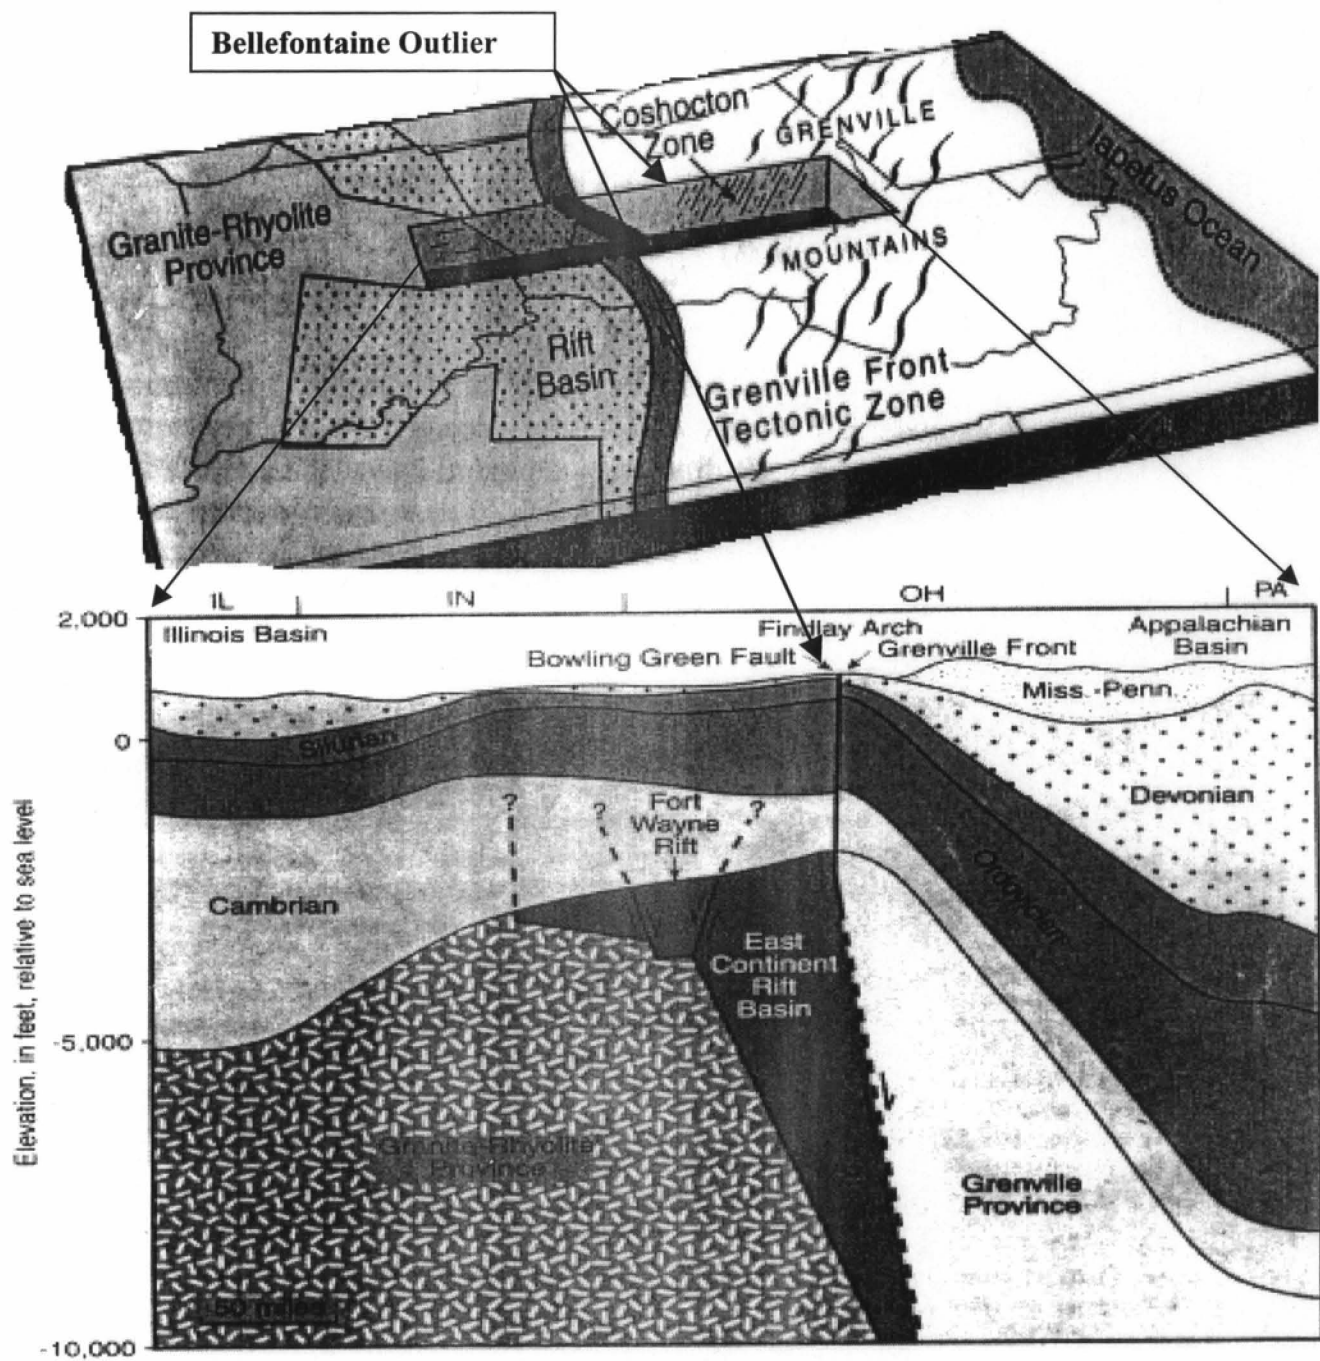 Bellefontaine Outlier
Coshocton
Zone
GRENVILLE
Iapetus Ocean
Granite-Rhyolite
Province
MOUNTAINS
Rift
Basin
Grenville Front
Tectonic Zone
IL
IN
OH
PA
2,000
Illinois Basin
Findlay Arch
Appalachian
Basin
Bowling Green Fault
Grenville Front
Miss.-Penn.
0
Silurian
Devonian
?
?
Fort
Wayne
Rift
?
Ordovician
Cambrian
East
Continent
Rift
Basin
Elevation, in feet, relative to sea level
-5,000
Granite-Rhyolite
Province
Grenville
Province
50 miles
-10,000